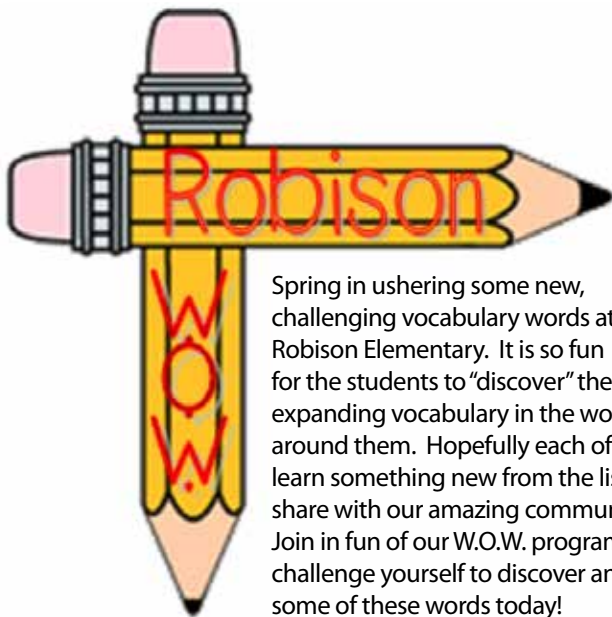 Robison
W.O.W.
Spring in ushering some new,
challenging vocabulary words at
Robison Elementary. It is so fun
for the students to “discover” the
expanding vocabulary in the wo
around them. Hopefully each of
learn something new from the lis
share with our amazing commun
Join in fun of our W.O.W. program
challenge yourself to discover an
some of these words today!